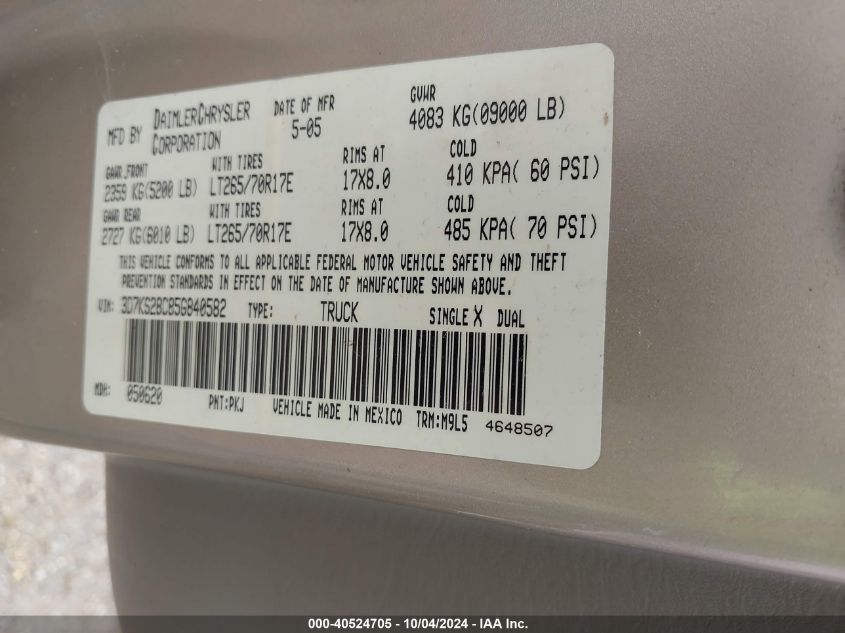 MFD BY DAIMLERCHRYSLER CORPORATION DATE OF MFR 5-05 GVWR 4083 KG(09000 LB)
GAWR FRONT WITH TIRES RIMS AT COLD
2359 KG(5200 LB) LT265/70R17E 17X8.0 410 KPA( 60 PSI)
GAWR REAR WITH TIRES RIMS AT COLD
2727 KG(6010 LB) LT265/70R17E 17X8.0 485 KPA( 70 PSI)
THIS VEHICLE CONFORMS TO ALL APPLICABLE FEDERAL MOTOR VEHICLE SAFETY AND THEFT
PREVENTION STANDARDS IN EFFECT ON THE DATE OF MANUFACTURE SHOWN ABOVE.
VIN: 3D7KS28C85G840582 TYPE: TRUCK SINGLE X DUAL
MDH: 050620 PNT:PKJ VEHICLE MADE IN MEXICO TRM:M9L5 4648507
000-40524705 - 10/04/2024 - IAA Inc.